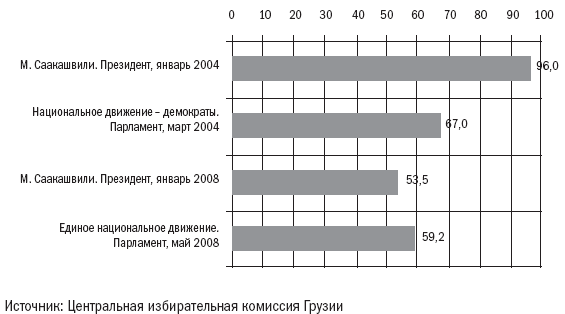 0 10 20 30 40 50 60 70 80 90 100
М. Саакашвили. Президент, январь 2004
96,0
Национальное движение – демократы.
Парламент, март 2004
67,0
М. Саакашвили. Президент, январь 2008
53,5
Единое национальное движение.
Парламент, май 2008
59,2
Источник: Центральная избирательная комиссия Грузии